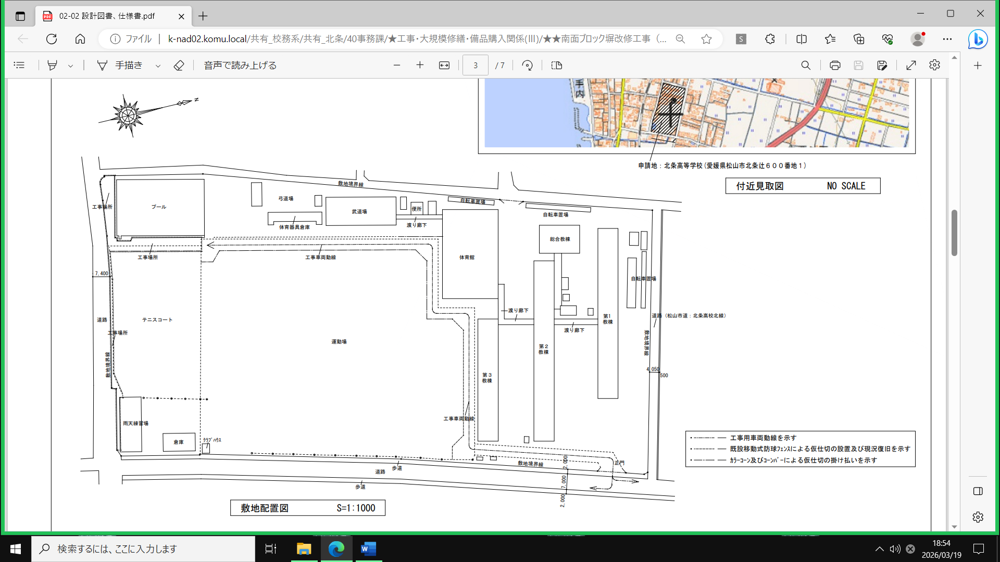 02-02 設計図書、仕様書.pdf
ファイル
k-nad02.komu.local/共有_校務系/共有_北条/40事務課/★工事・大規模修繕・備品購入関係(Ⅲ)/★★南面ブロック塀改修工事（...
S
手描き
音声で読み上げる
3
/ 7
手
内
N
申請地：北条高等学校(愛媛県松山市北条辻６００番地１)
付近見取図 NO SCALE
敷地境界線
工事場所
プール
弓道場
体育器具倉庫
武道場
便所
渡り廊下
自転車置場
自転車置場
総合教棟
工事場所
工事車両動線
体育館
7,400
自転車置場
道路
テニスコート
工事場所
渡り廊下
渡り廊下
第1
教棟
道路（松山市道：北条高校北線）
敷地境界線
運動場
第２
教棟
敷地境界線
第３
教棟
4,050
500
工事車両動線
雨天練習場
倉庫
ｸﾗﾌﾞﾊｳｽ
・ 工事用車両動線を示す
・ 既設移動式防球ﾌｪﾝｽによる仮仕切の設置及び現況復旧を示す
・ ｶﾗｰｺｰﾝ及びｺｰﾝﾊﾞｰによる仮仕切の掛け払いを示す
敷地境界線
2,000
正門
道路
歩道
7,000
歩道
2,000
敷地配置図 S=1:1000
検索するには、ここに入力します
W
18:54
2026/03/19